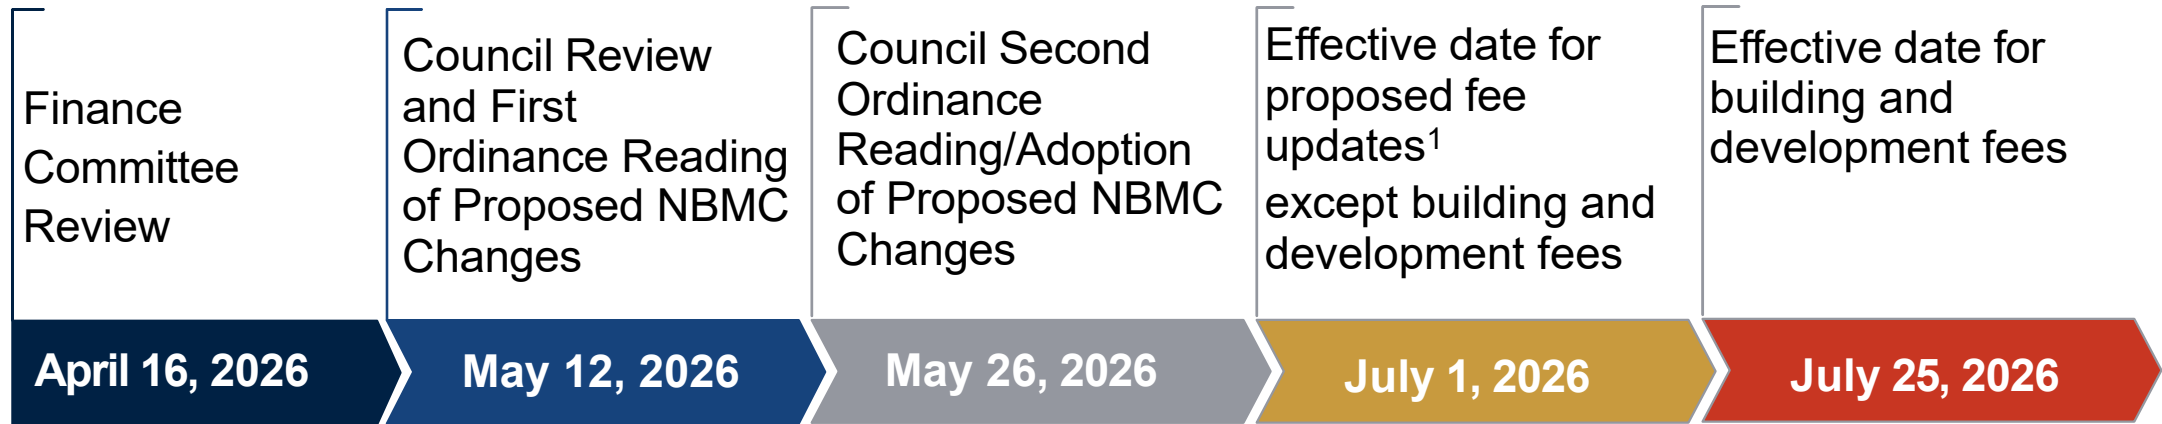 Finance
Committee
Review
April 16, 2026
Council Review
and First
Ordinance Reading
of Proposed NBMC
Changes
May 12, 2026
Council Second
Ordinance
Reading/Adoption
of Proposed NBMC
Changes
May 26, 2026
Effective date for
proposed fee
updates¹
except building and
development fees
July 1, 2026
Effective date for
building and
development fees
July 25, 2026